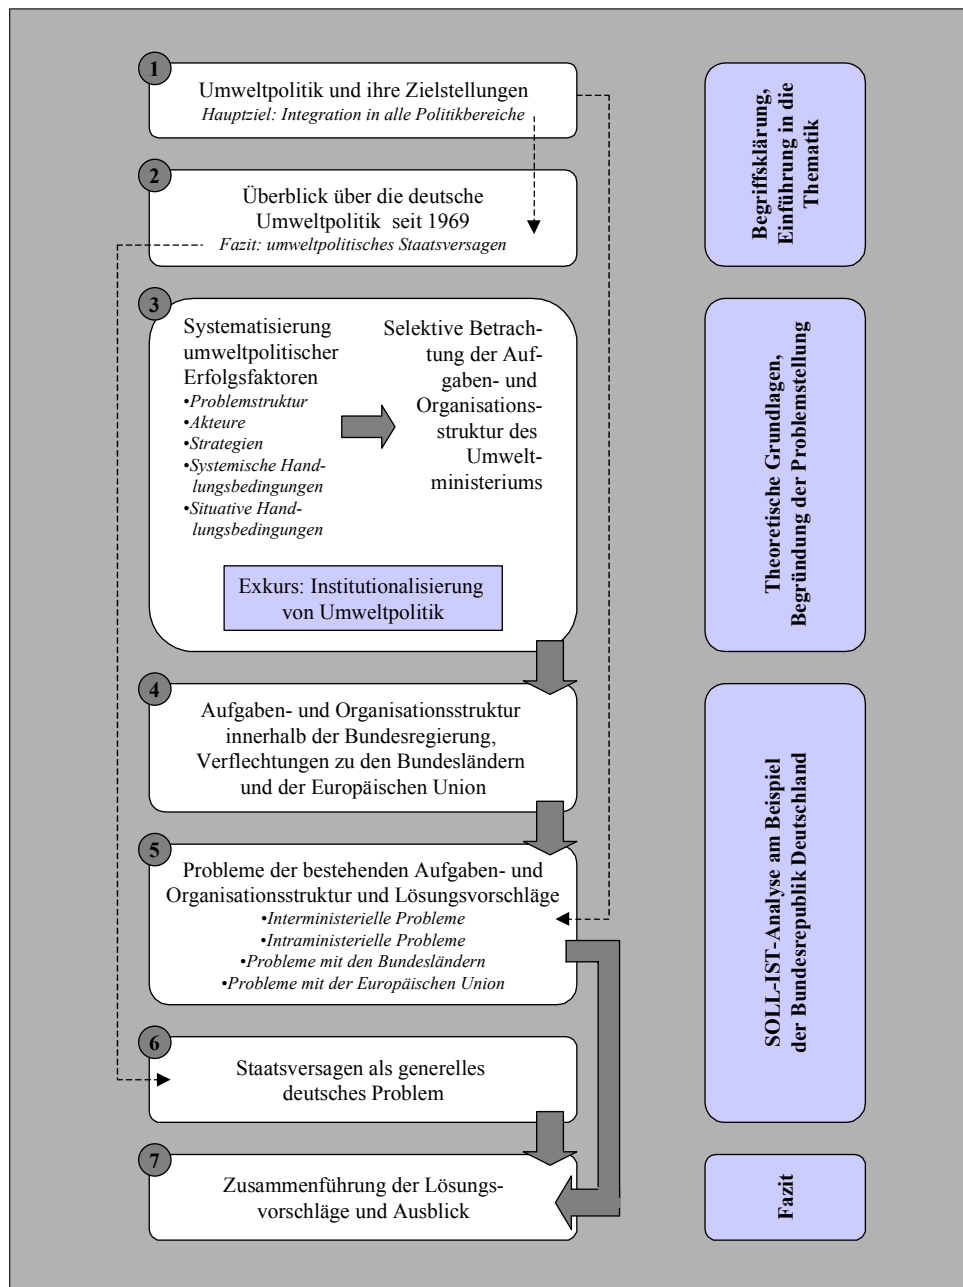 1
Umweltpolitik und ihre Zielstellungen
Hauptziel: Integration in alle Politikbereiche
2
Überblick über die deutsche
Umweltpolitik seit 1969
Fazit: umweltpolitisches Staatsversagen
Begriffsklärung,
Einführung in die
Thematik
3
Systematisierung
umweltpolitischer
Erfolgsfaktoren
•Problemstruktur
•Akteure
•Strategien
•Systemische Hand-
lungsbedingungen
•Situative Hand-
lungsbedingungen
Selektive Betrach-
tung der Auf-
gaben- und
Organisations-
struktur des
Umwelt-
ministeriums
Exkurs: Institutionalisierung
von Umweltpolitik
Theoretische Grundlagen,
Begründung der Problemstellung
4
Aufgaben- und Organisationsstruktur
innerhalb der Bundesregierung,
Verflechtungen zu den Bundesländern
und der Europäischen Union
5
Probleme der bestehenden Aufgaben- und
Organisationsstruktur und Lösungsvorschläge
•Interministerielle Probleme
•Intraministerielle Probleme
•Probleme mit den Bundesländern
•Probleme mit der Europäischen Union
6
Staatsversagen als generelles
deutsches Problem
SOLL-IST-Analyse am Beispiel
der Bundesrepublik Deutschland
7
Zusammenführung der Lösungs-
vorschläge und Ausblick
Fazit